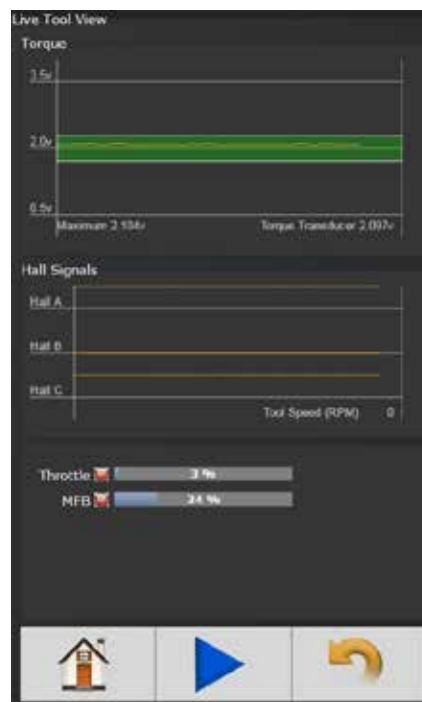 Live Tool View
Torque
3.5v
2.0v
0.5v
Maximum 2.104v Torque Transducer 2.097v
Hall Signals
Hall A
Hall B
Hall C
Tool Speed (RPM) 0
Throttle 3 %
MFB 24 %